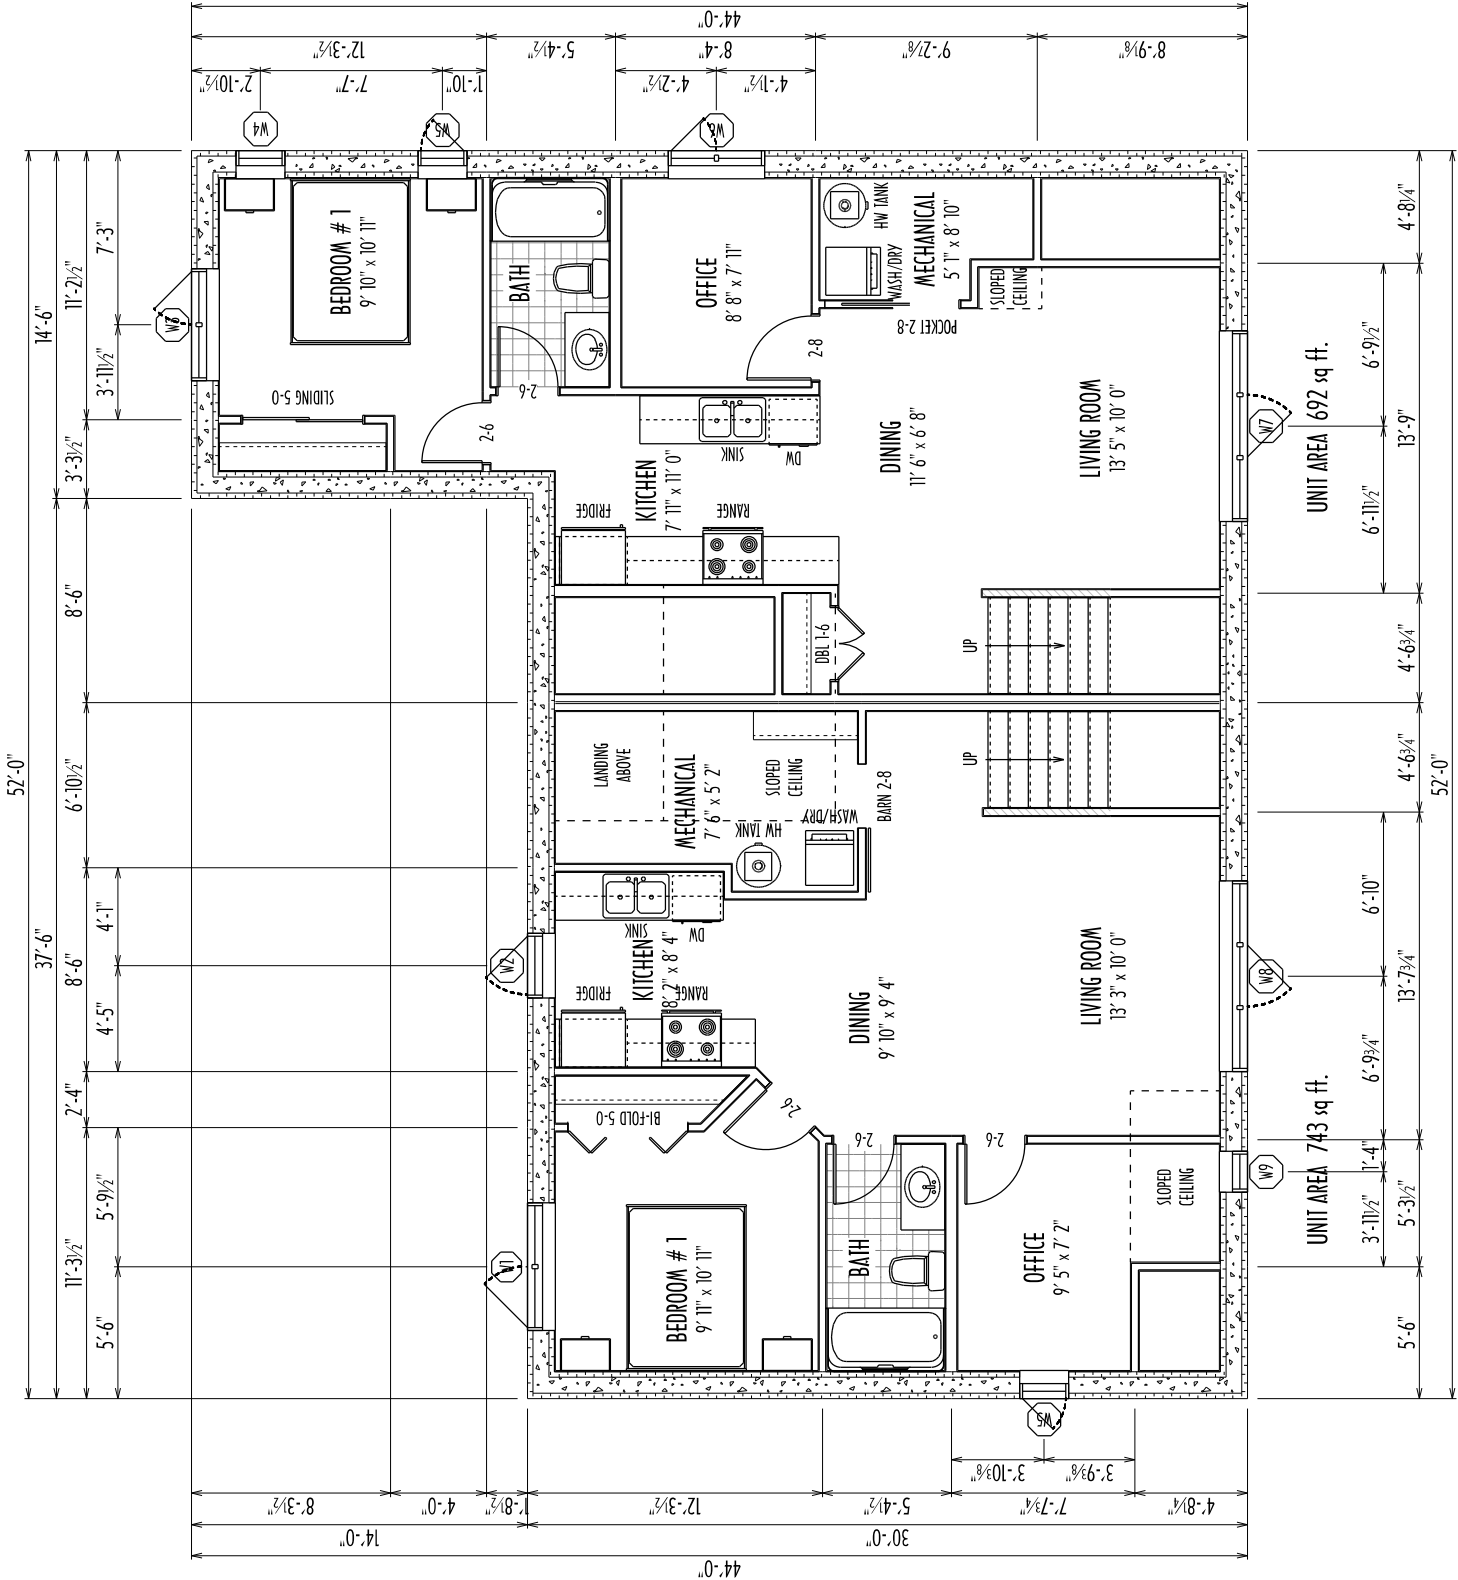 44'-0"
12'-3½"
5'-4½"
8'-4"
9'-2⅞"
8'-9⅛"
2'-10½"
7'-7"
1'-10"
4'-2½"
4'-1½"
W4
W5
W6
52'-0"
14'-6"
37'-6"
11'-2½"
3'-3½"
8'-6"
6'-10½"
8'-6"
2'-4"
11'-3½"
7'-3"
3'-11½"
4'-1"
4'-5"
5'-9½"
5'-6"
W2
W1
BEDROOM # 1
9' 10" x 10' 11"
SLIDING 5-0
BATH
2-6
2-6
OFFICE
8' 8" x 7' 11"
2-8
HW TANK
WASH/DRY
MECHANICAL
5' 1" x 8' 10"
POCKET 2-8
SLOPED
CEILING
KITCHEN
7' 11" x 11' 0"
SINK
DW
FRIDGE
RANGE
DINING
11' 6" x 6' 8"
LIVING ROOM
13' 5" x 10' 0"
DBL 1-6
UP
UNIT AREA 692 sq ft.
LANDING
ABOVE
MECHANICAL
7' 6" x 5' 2"
SLOPED
CEILING
HW TANK
WASH/DRY
BARN 2-8
UP
KITCHEN
8' 2" x 8' 4"
SINK
DW
FRIDGE
RANGE
DINING
9' 10" x 9' 4"
LIVING ROOM
13' 3" x 10' 0"
BI-FOLD 5-0
2-6
2-6
2-6
BEDROOM # 1
9' 11" x 10' 11"
BATH
OFFICE
9' 5" x 7' 2"
SLOPED
CEILING
UNIT AREA 743 sq ft.
W7
W8
W9
W5
4'-8¼"
6'-9½"
6'-11½"
13'-9"
4'-6¾"
4'-6¾"
52'-0"
6'-10"
6'-9¾"
13'-7¾"
1'-4"
3'-11½"
5'-3½"
5'-6"
3'-10⅜"
3'-9⅜"
8'-3½"
4'-0"
1'-8½"
12'-3½"
5'-4½"
7'-7¾"
4'-8¼"
14'-0"
30'-0"
44'-0"